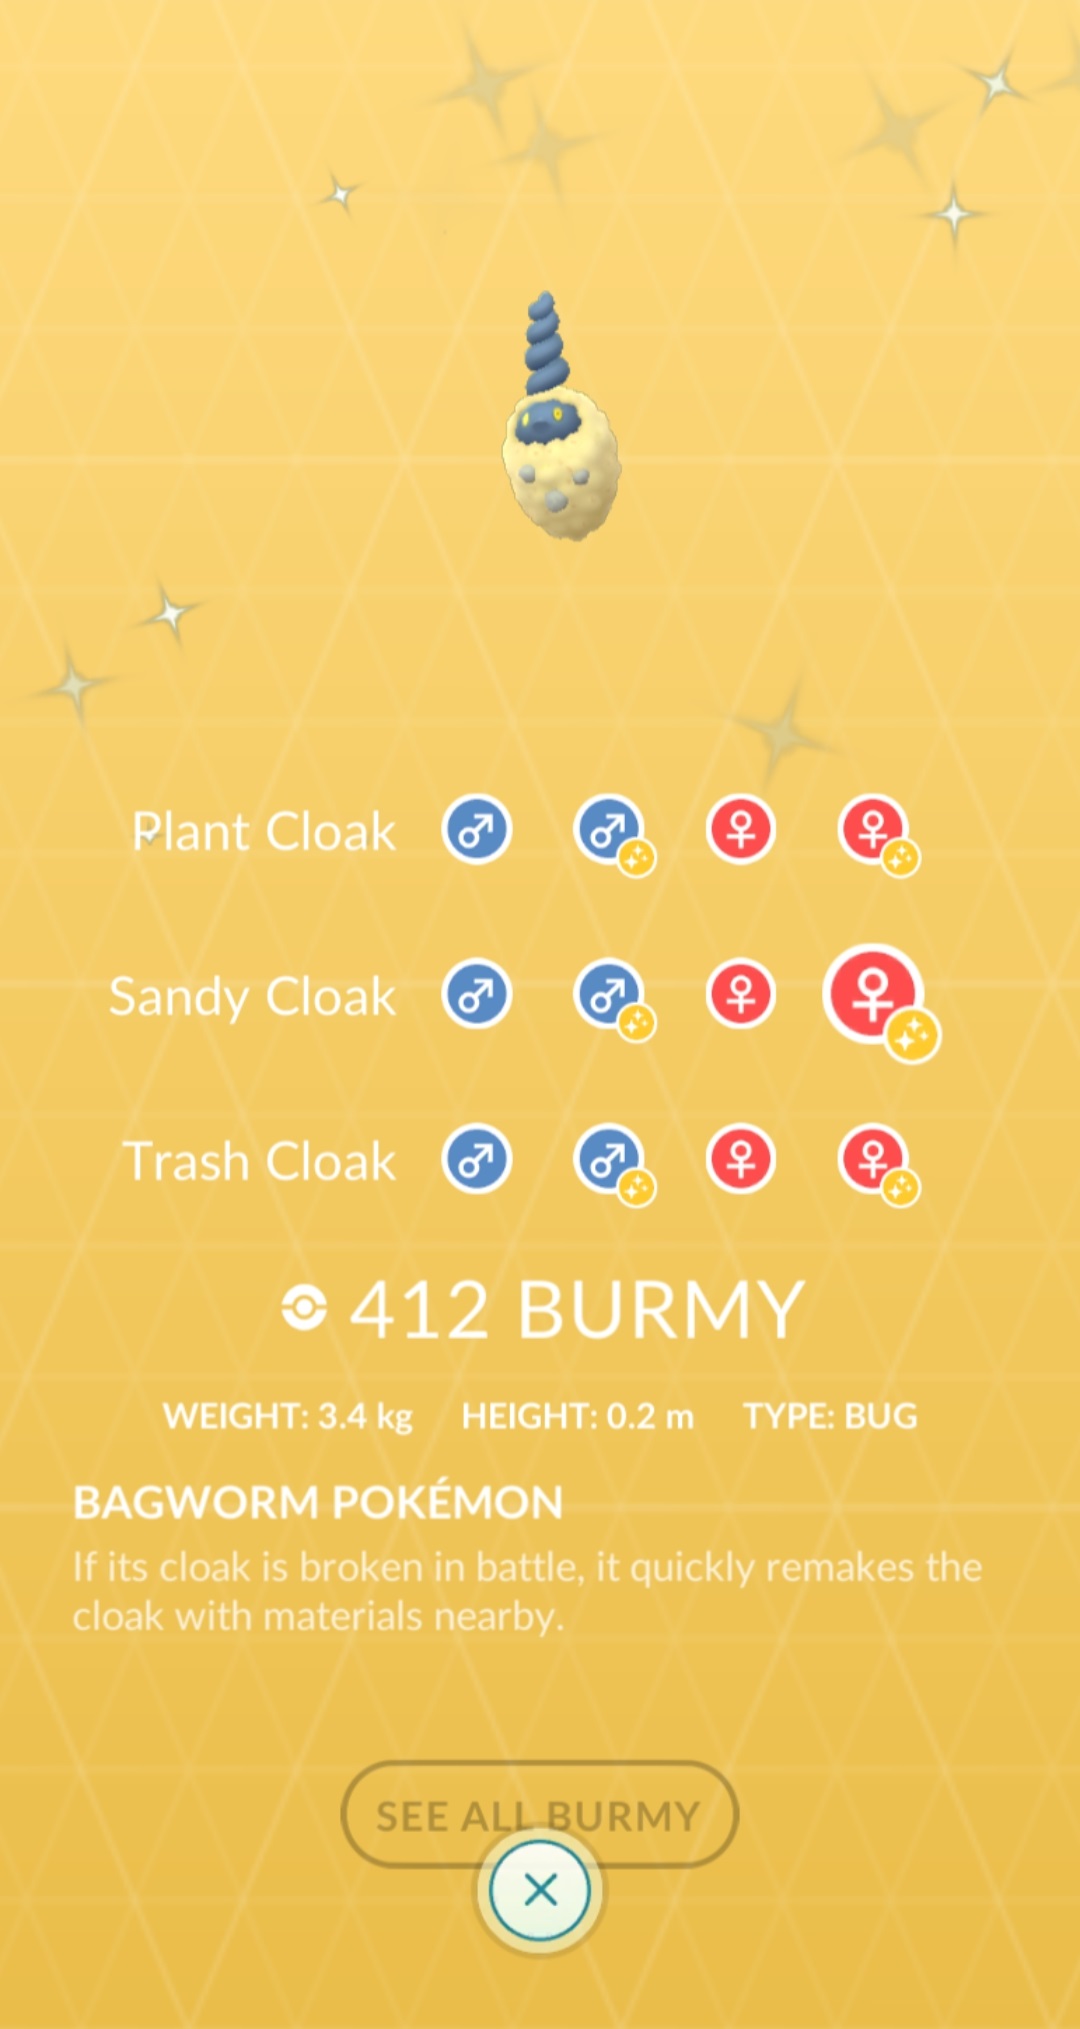 Plant Cloak
Sandy Cloak
Trash Cloak
412 BURMY
WEIGHT: 3.4 kg HEIGHT: 0.2 m TYPE: BUG
BAGWORM POKÉMON
If its cloak is broken in battle, it quickly remakes the
cloak with materials nearby.
SEE ALL BURMY